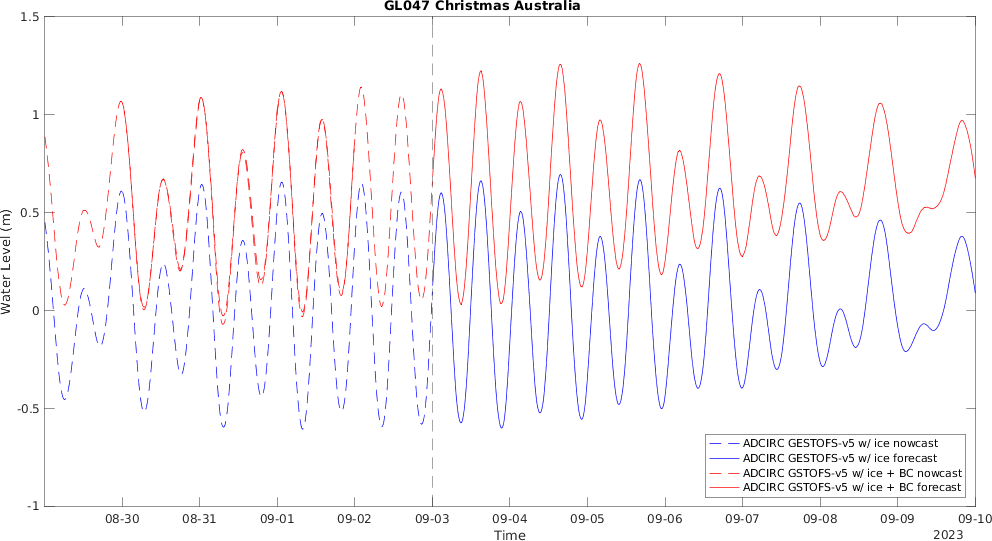 GL047 Christmas Australia
1.5
1
0.5
0
-0.5
-1
Water Level (m)
08-30 08-31 09-01 09-02 09-03 09-04 09-05 09-06 09-07 09-08 09-09 09-10
Time
2023
ADCIRC GESTOFS-v5 w/ ice nowcast
ADCIRC GESTOFS-v5 w/ ice forecast
ADCIRC GSTOFS-v5 w/ ice + BC nowcast
ADCIRC GSTOFS-v5 w/ ice + BC forecast